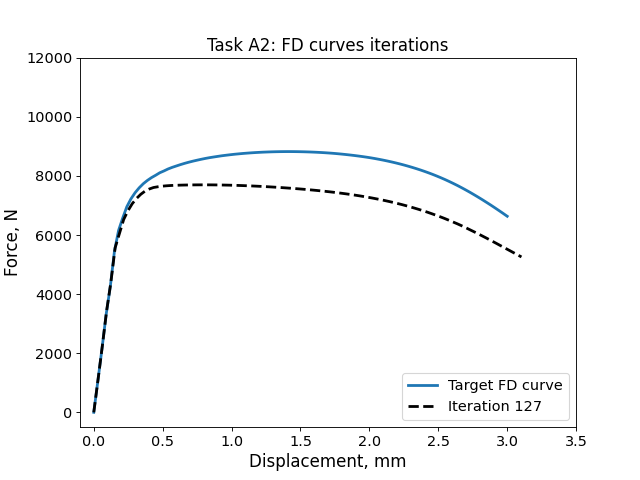 Task A2: FD curves iterations
12000
10000
8000
6000
4000
2000
0
Force, N
Target FD curve
Iteration 127
0.0 0.5 1.0 1.5 2.0 2.5 3.0 3.5
Displacement, mm